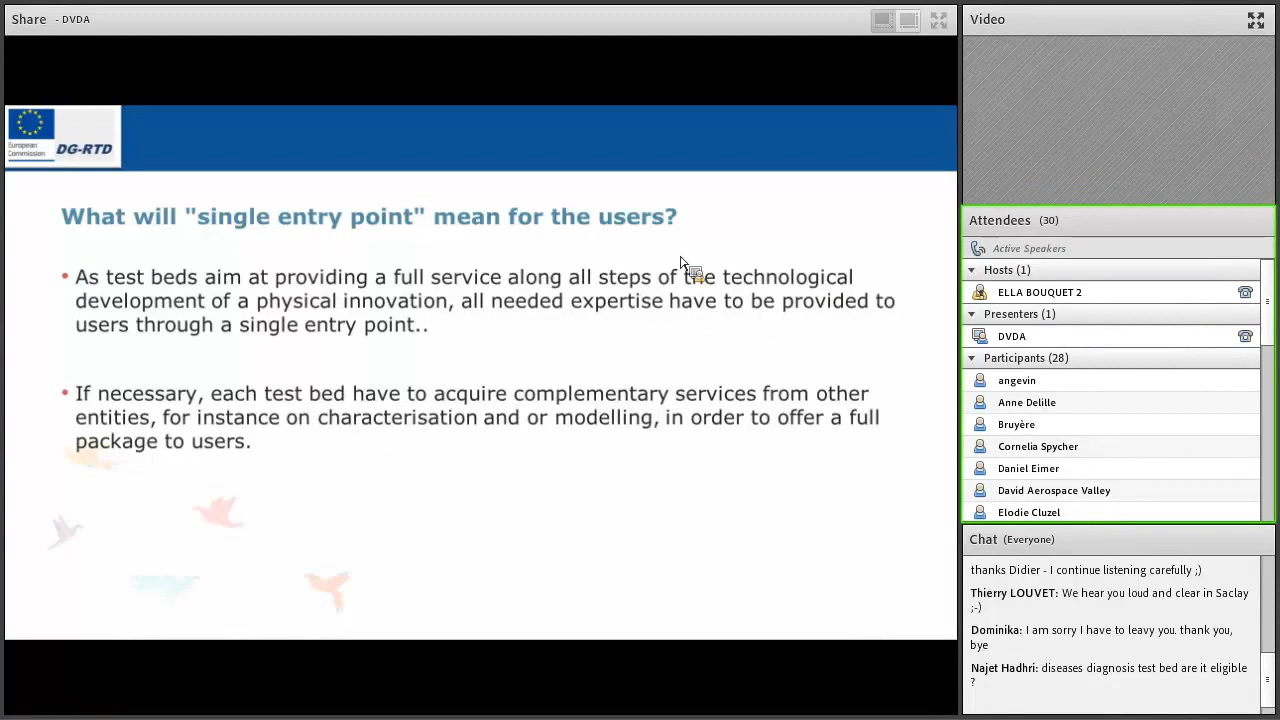 Share - DVDA
European
Commission
DG-RTD
What will "single entry point" mean for the users?
• As test beds aim at providing a full service along all steps of the technological
development of a physical innovation, all needed expertise have to be provided to
users through a single entry point..
• If necessary, each test bed have to acquire complementary services from other
entities, for instance on characterisation and or modelling, in order to offer a full
package to users.
Video
Attendees (30)
Active Speakers
Hosts (1)
ELLA BOUQUET 2
Presenters (1)
DVDA
Participants (28)
angevin
Anne Delille
Bruyère
Cornelia Spycher
Daniel Eimer
David Aerospace Valley
Elodie Cluzel
Chat (Everyone)
thanks Didier - I continue listening carefully ;)
Thierry LOUVET: We hear you loud and clear in Saclay
;-)
Dominika: I am sorry I have to leavy you. thank you,
bye
Najet Hadhri: diseases diagnosis test bed are it eligible
?